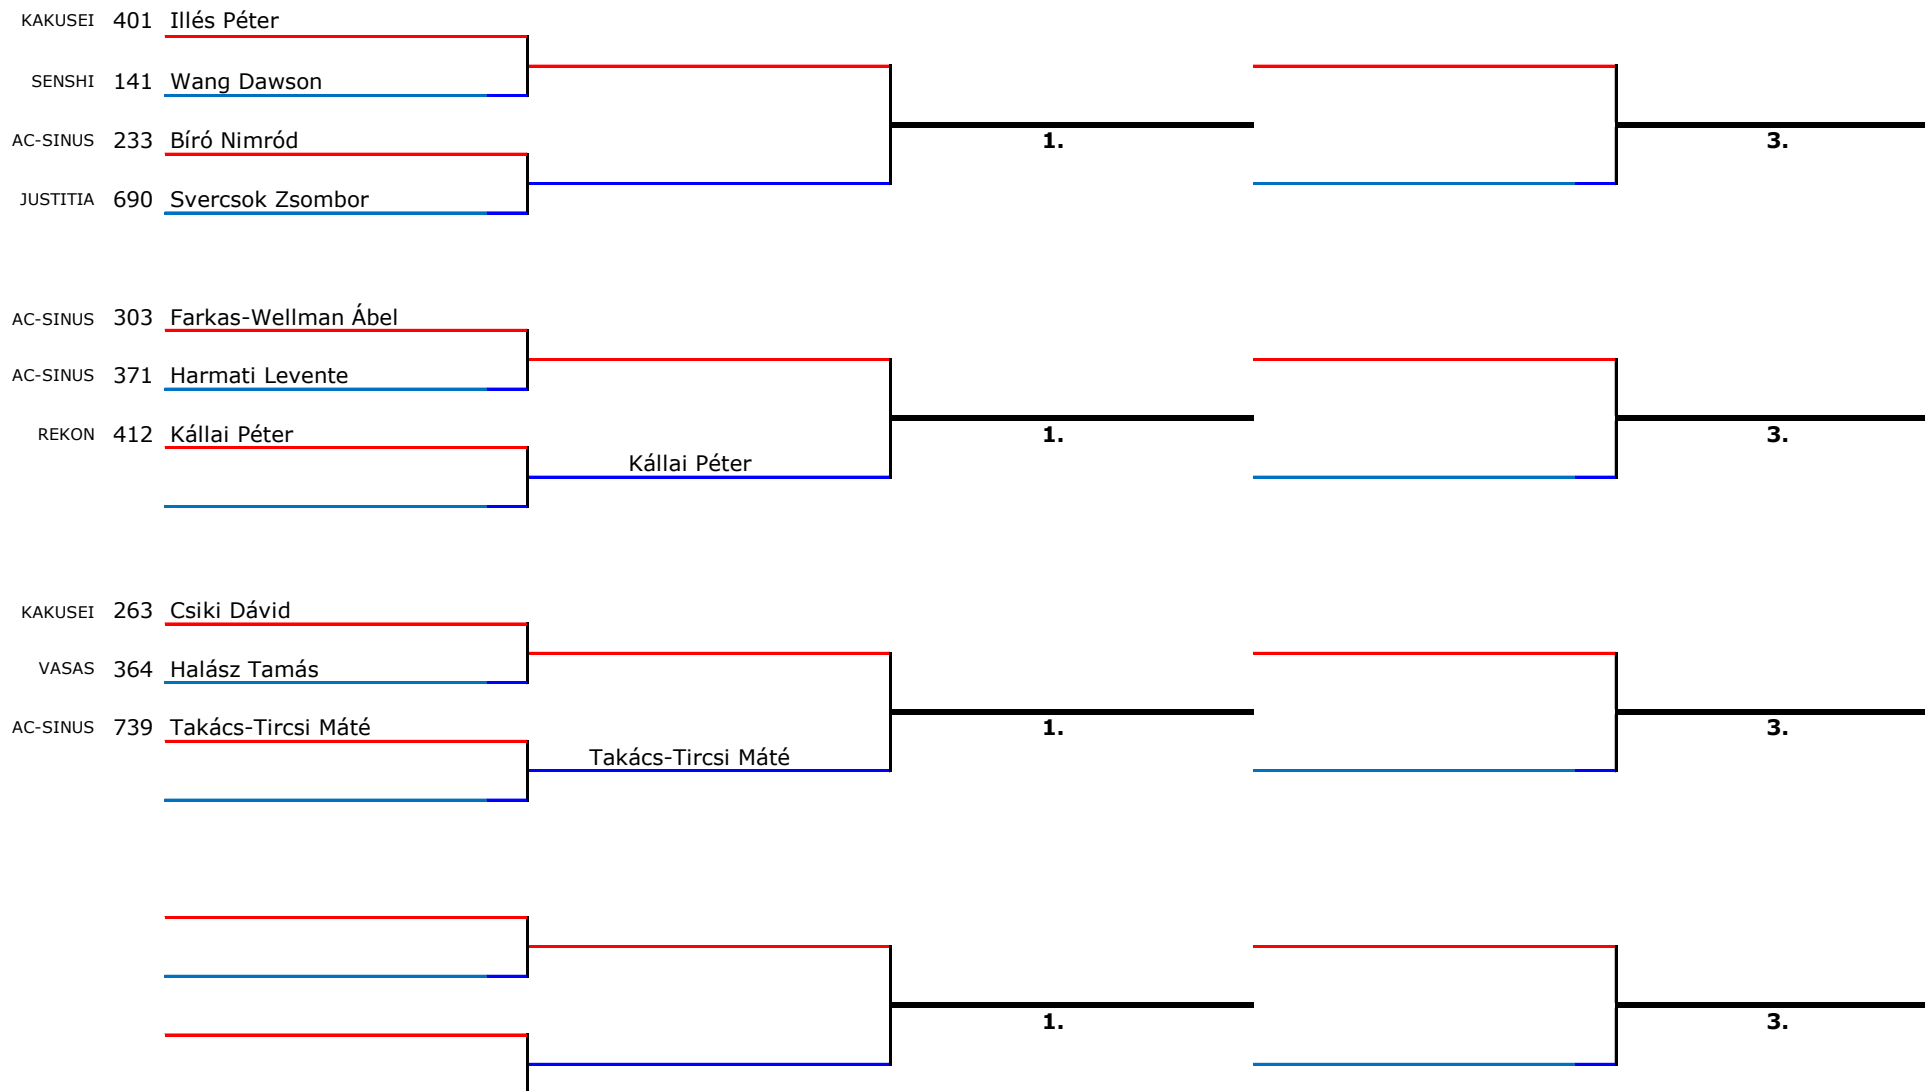 KAKUSEI 401 Illés Péter
SENSHI 141 Wang Dawson
1. 3.
AC-SINUS 233 Bíró Nimród
JUSTITIA 690 Svercsok Zsombor
AC-SINUS 303 Farkas-Wellman Ábel
AC-SINUS 371 Harmati Levente
REKON 412 Kállai Péter 1. 3.
Kállai Péter
KAKUSEI 263 Csiki Dávid
VASAS 364 Halász Tamás
AC-SINUS 739 Takács-Tircsi Máté 1. 3.
Takács-Tircsi Máté
1. 3.